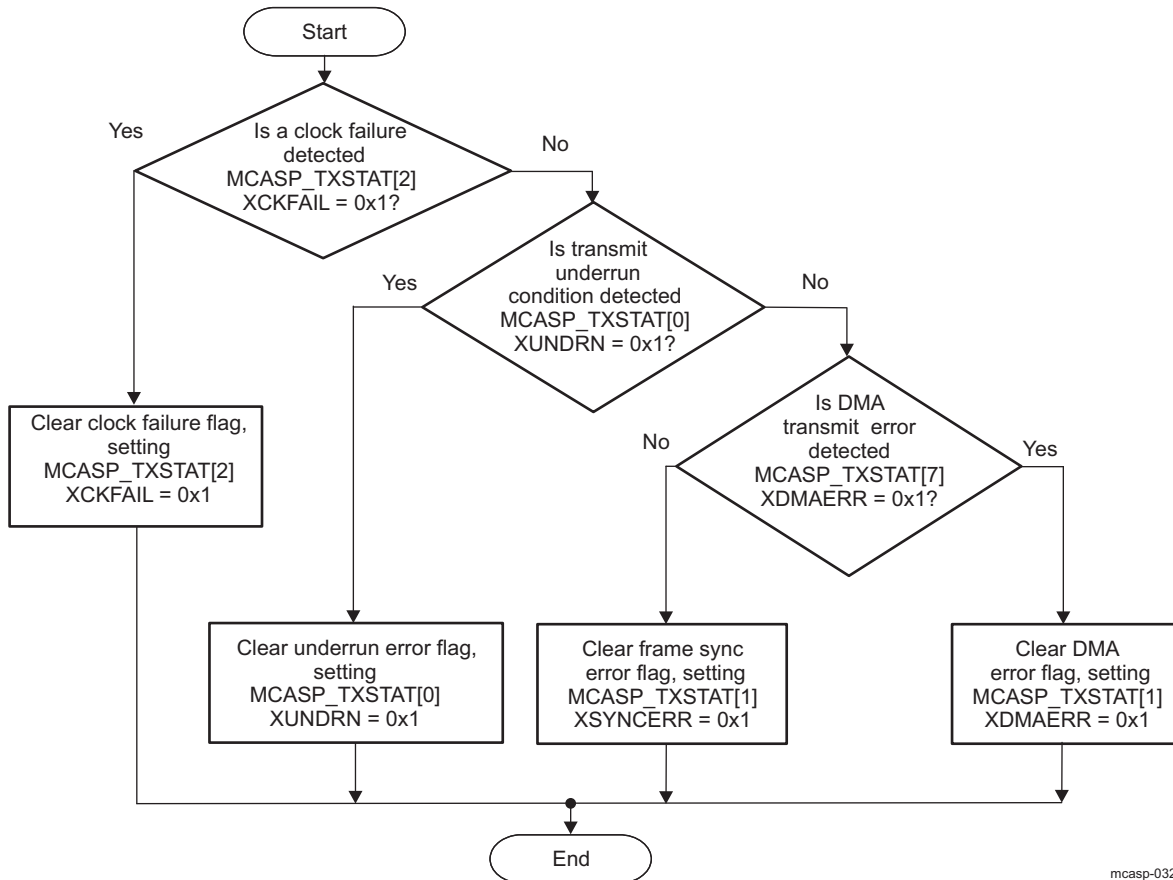 Start
Yes
Is a clock failure
detected
MCASP_TXSTAT[2]
XCKFAIL = 0x1?
No
Is transmit
underrun
condition detected
MCASP_TXSTAT[0]
XUNDRN = 0x1?
Yes
No
Is DMA
transmit error
detected
MCASP_TXSTAT[7]
XDMAERR = 0x1?
No
Yes
Clear clock failure flag,
setting
MCASP_TXSTAT[2]
XCKFAIL = 0x1
Clear underrun error flag,
setting
MCASP_TXSTAT[0]
XUNDRN = 0x1
Clear frame sync
error flag, setting
MCASP_TXSTAT[1]
XSYNCERR = 0x1
Clear DMA
error flag, setting
MCASP_TXSTAT[1]
XDMAERR = 0x1
End
mcasp-032